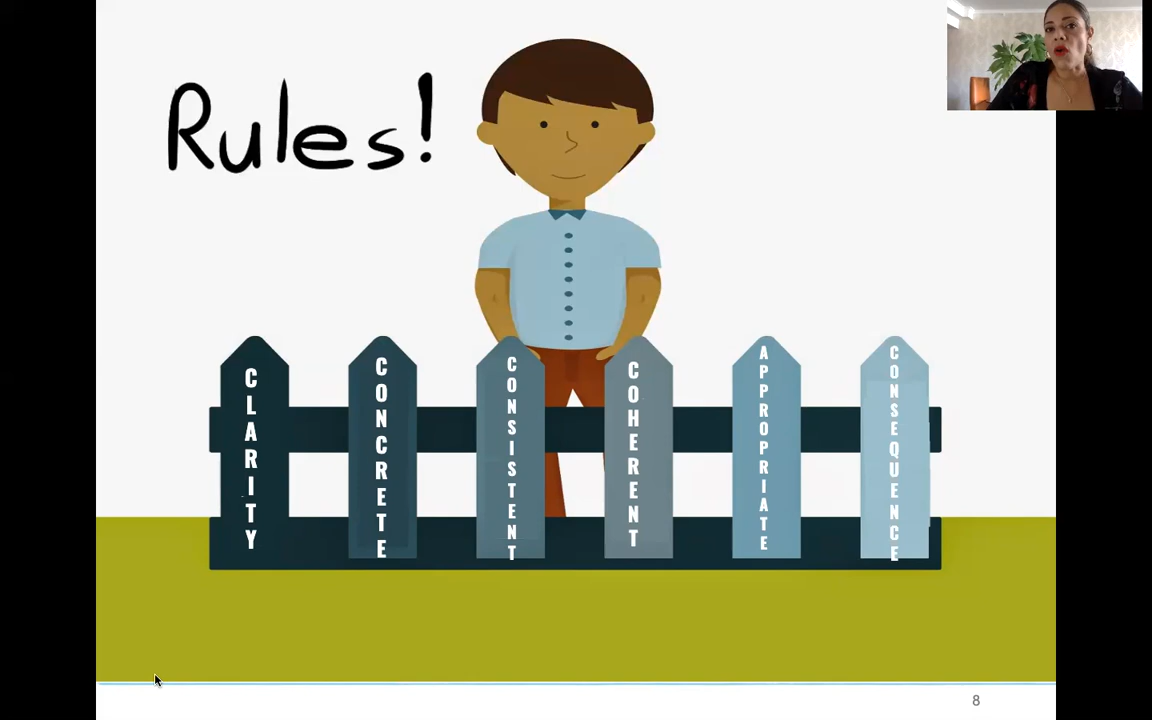 Rules!
CLARITY
CONCRETE
CONSISTENT
COHERENT
APPROPRIATE
CONSEQUENCE
8